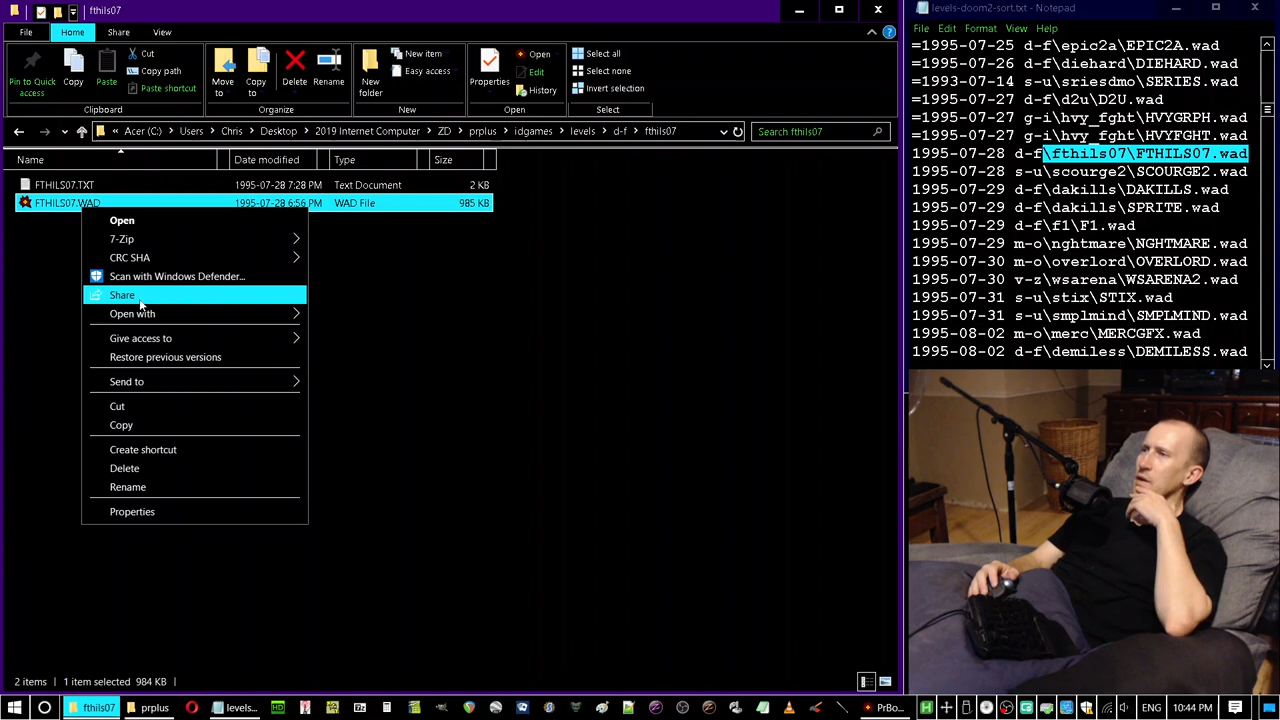 fthils07
File
Home
Share
View
Pin to Quick access
Copy
Paste
Cut
Copy path
Paste shortcut
Clipboard
Move to
Copy to
Delete
Rename
Organize
New folder
New item
Easy access
New
Properties
Open
Edit
History
Open
Select all
Select none
Invert selection
Select
« Acer (C:) > Users > Chris > Desktop > 2019 Internet Computer > ZD > prplus > idgames > levels > d-f > fthils07
Search fthils07
Name Date modified Type Size
FTHILS07.TXT 1995-07-28 7:28 PM Text Document 2 KB
FTHILS07.WAD 1995-07-28 6:56 PM WAD File 985 KB
Open
7-Zip
CRC SHA
Scan with Windows Defender...
Share
Open with
Give access to
Restore previous versions
Send to
Cut
Copy
Create shortcut
Delete
Rename
Properties
2 items 1 item selected 984 KB
levels-doom2-sort.txt - Notepad
File Edit Format View Help
=1995-07-25 d-f\epic2a\EPIC2A.wad
=1995-07-26 d-f\diehard\DIEHARD.wad
=1993-07-14 s-u\sriesdmo\SERIES.wad
=1995-07-27 d-f\d2u\D2U.wad
=1995-07-27 g-i\hvy_fght\HVYGRPH.wad
=1995-07-27 g-i\hvy_fght\HVYFGHT.wad
1995-07-28 d-f\fthils07\FTHILS07.wad
1995-07-28 s-u\scourge2\SCOURGE2.wad
1995-07-29 d-f\dakills\DAKILLS.wad
1995-07-29 d-f\dakills\SPRITE.wad
1995-07-29 d-f\f1\F1.wad
1995-07-29 m-o\nghtmare\NGHTMARE.wad
1995-07-30 m-o\overlord\OVERLORD.wad
1995-07-30 v-z\wsarena\WSARENA2.wad
1995-07-31 s-u\stix\STIX.wad
1995-07-31 s-u\smplmind\SMPLMIND.wad
1995-08-02 m-o\merc\MERCGFX.wad
1995-08-02 d-f\demiless\DEMILESS.wad
fthils07
prplus
levels...
HD
PrBo...
ENG
10:44 PM